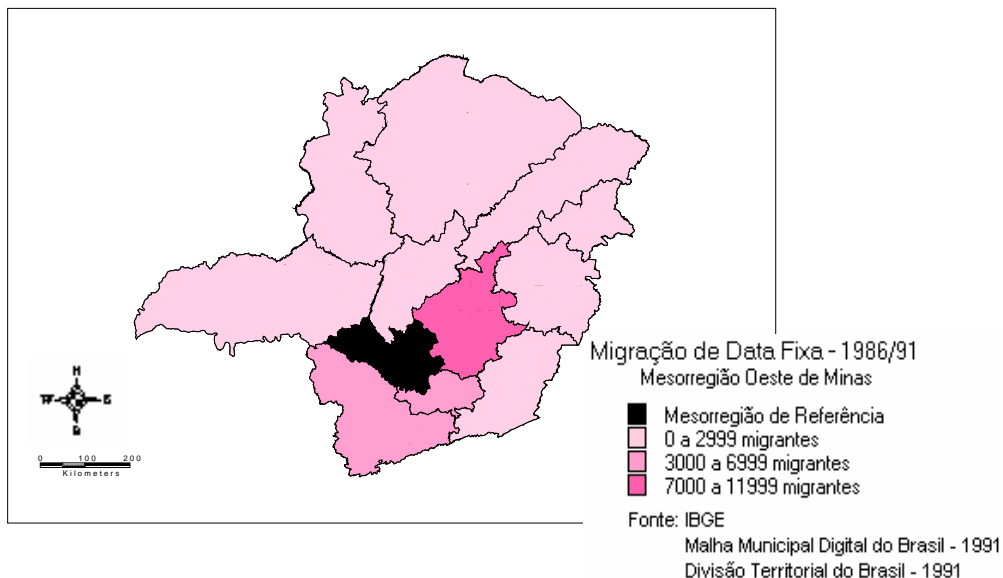 Migração de Data Fixa - 1986/91
Mesorregião Oeste de Minas
Mesorregião de Referência
0 a 2999 migrantes
3000 a 6999 migrantes
7000 a 11999 migrantes
N
W
E
S
0 100 200
Kilometers
Fonte: IBGE
Malha Municipal Digital do Brasil - 1991
Divisão Territorial do Brasil - 1991